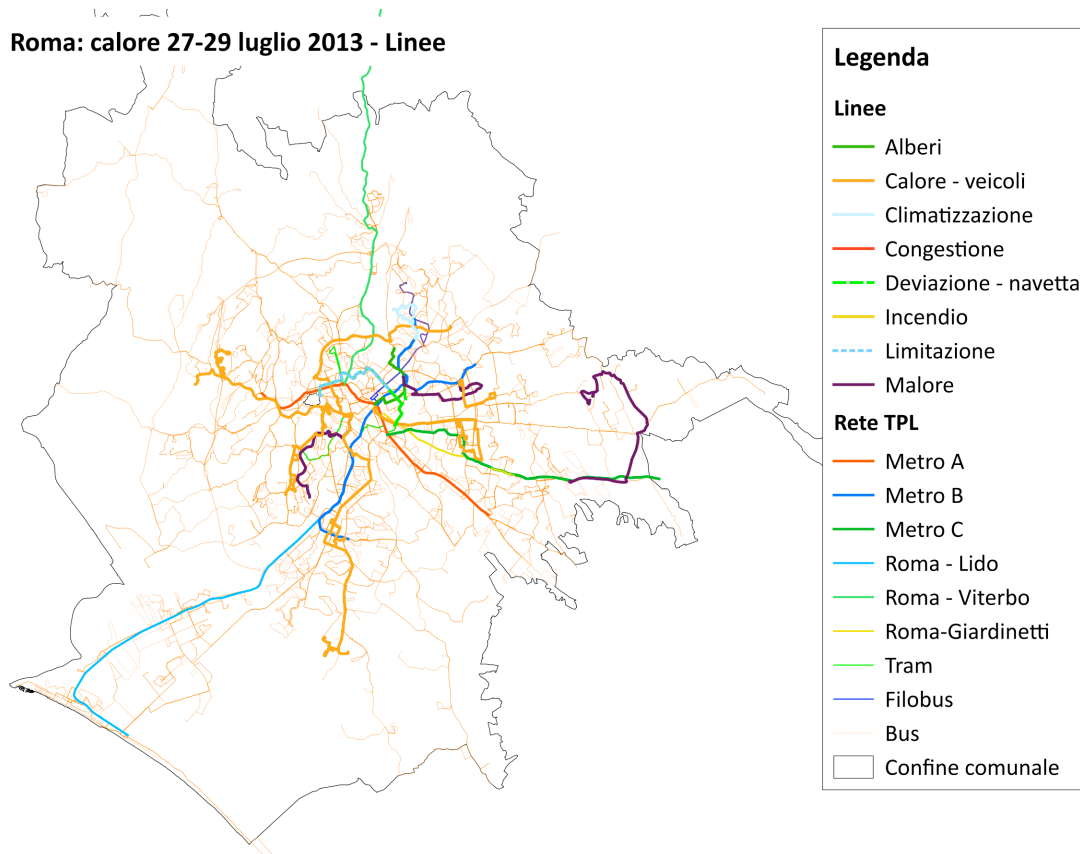 Roma: calore 27-29 luglio 2013 - Linee
Legenda
Linee
Alberi
Calore - veicoli
Climatizzazione
Congestione
Deviazione - navetta
Incendio
Limitazione
Malore
Rete TPL
Metro A
Metro B
Metro C
Roma - Lido
Roma - Viterbo
Roma-Giardinetti
Tram
Filobus
Bus
Confine comunale